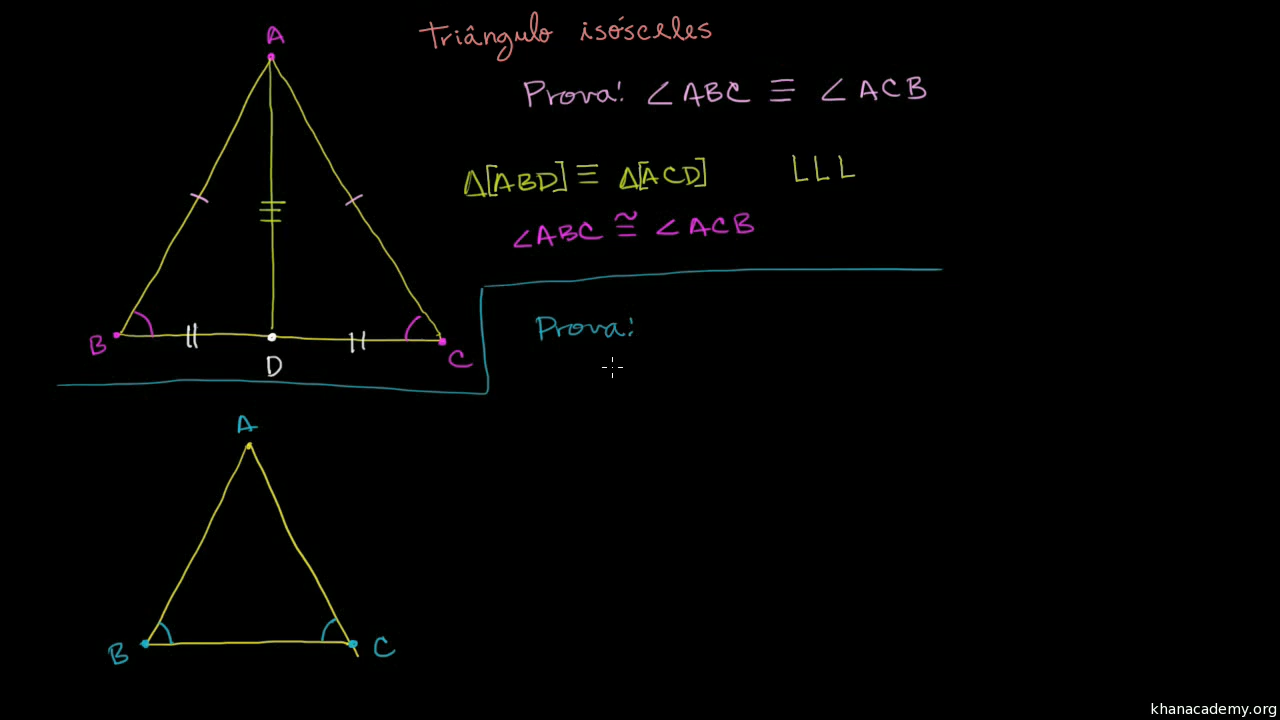 A
Triângulo isósceles
Prova: ∠ABC ≡ ∠ACB
Δ[ABD] ≡ Δ[ACD] LLL
∠ABC ≅ ∠ACB
B
D
C
Prova:
A
B
C
khanacademy.org